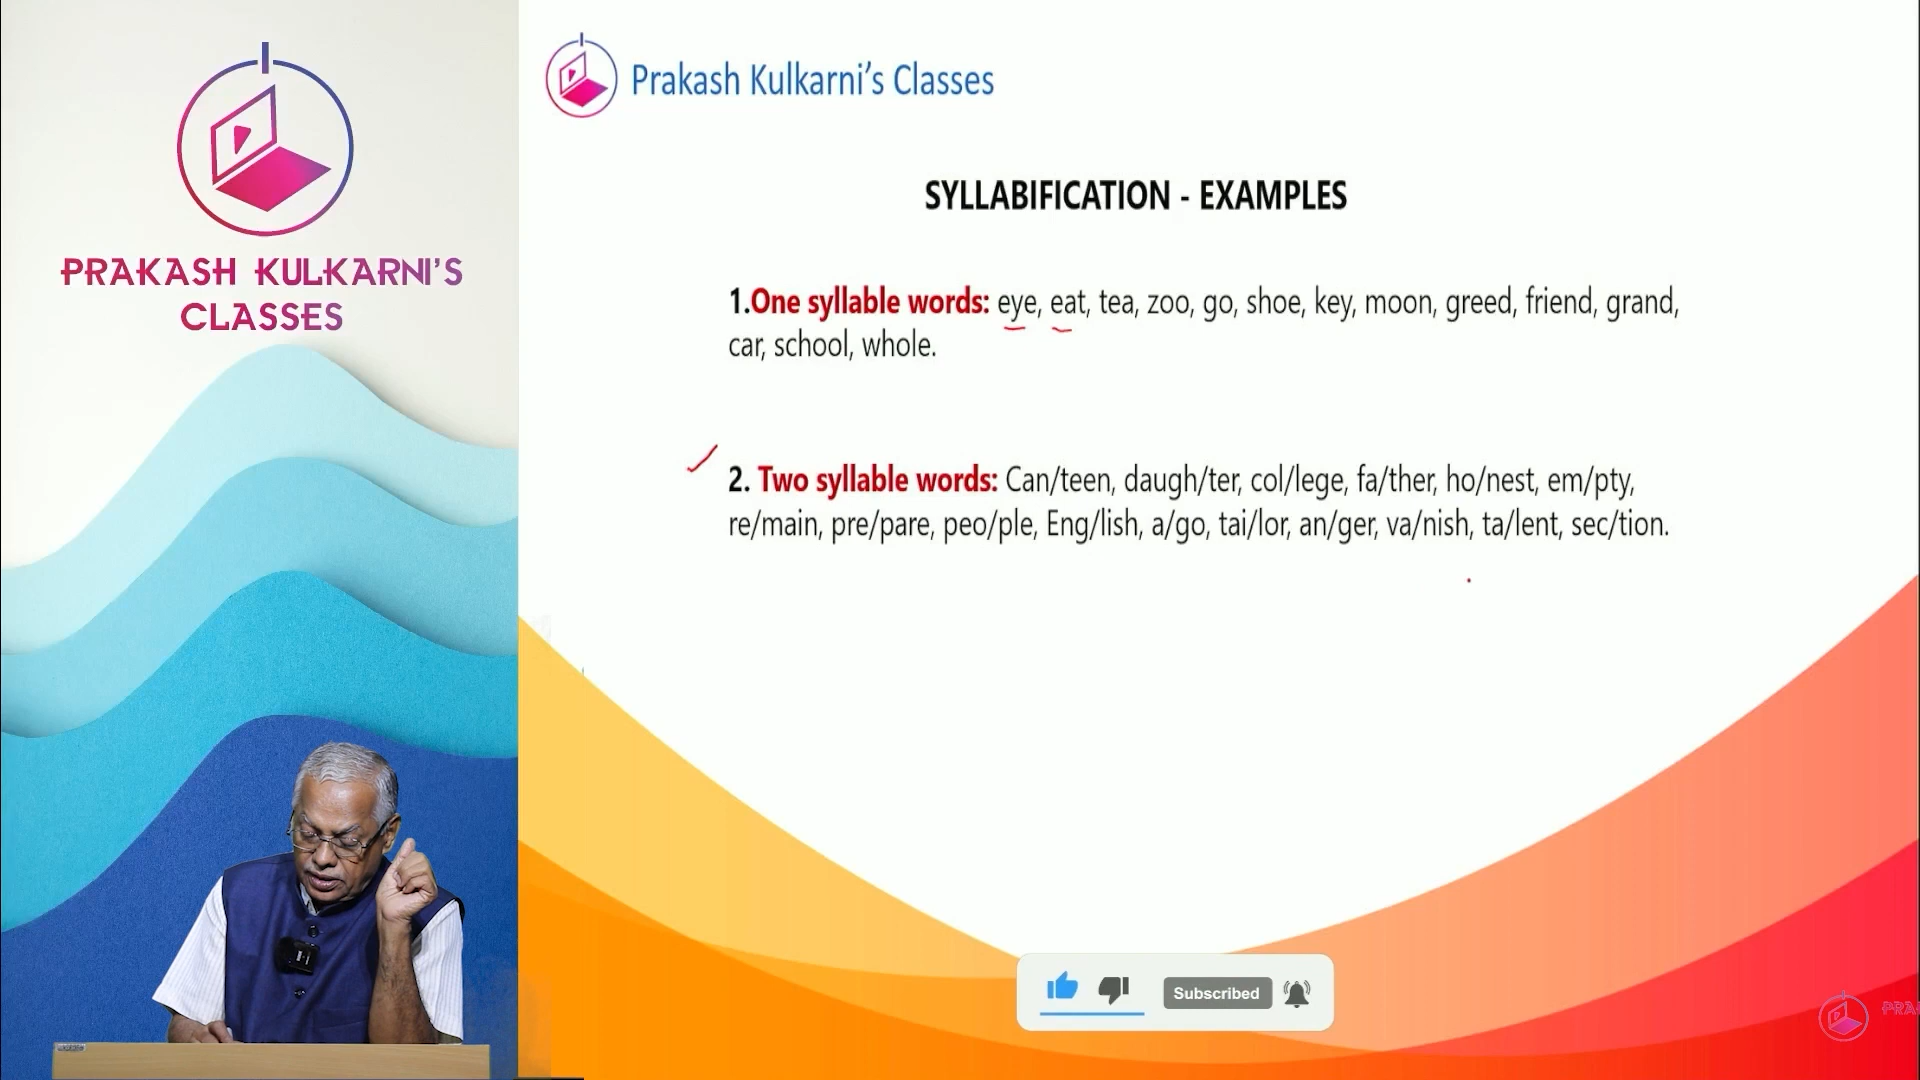 PRAKASH KULKARNI'S
CLASSES
Prakash Kulkarni's Classes
SYLLABIFICATION - EXAMPLES
1.One syllable words: eye, eat, tea, zoo, go, shoe, key, moon, greed, friend, grand,
car, school, whole.
2. Two syllable words: Can/teen, daugh/ter, col/lege, fa/ther, ho/nest, em/pty,
re/main, pre/pare, peo/ple, Eng/lish, a/go, tai/lor, an/ger, va/nish, ta/lent, sec/tion.
Subscribed